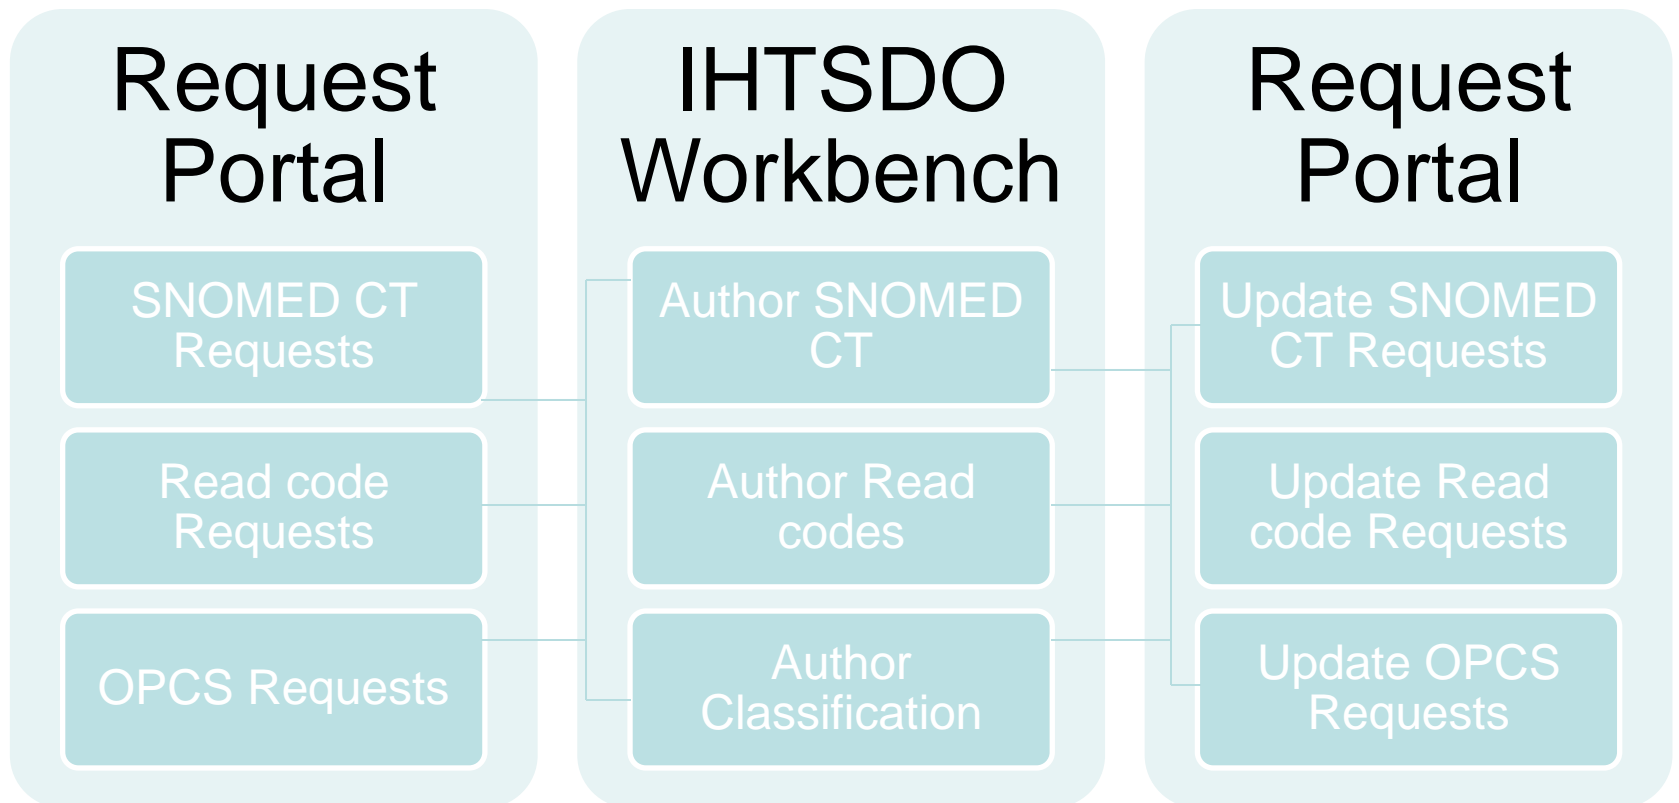 Request
Portal
SNOMED CT
Requests
Read code
Requests
OPCS Requests
IHTSDO
Workbench
Author SNOMED
CT
Author Read
codes
Author
Classification
Request
Portal
Update SNOMED
CT Requests
Update Read
code Requests
Update OPCS
Requests